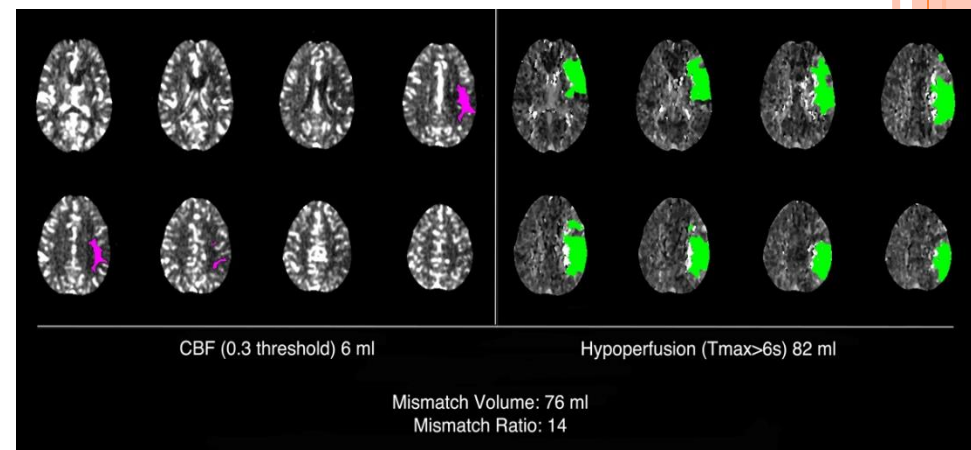 CBF (0.3 threshold) 6 ml
Hypoperfusion (Tmax>6s) 82 ml
Mismatch Volume: 76 ml
Mismatch Ratio: 14